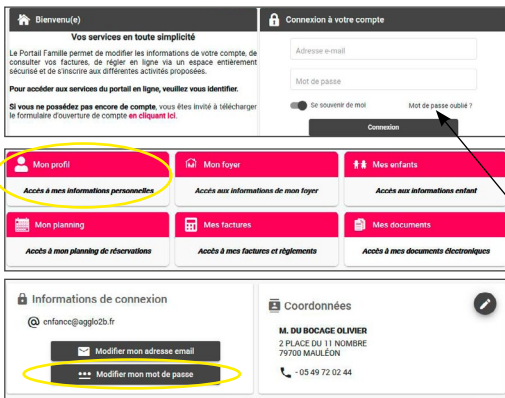 Bienvenu(e)
Vos services en toute simplicité
Le Portail Famille permet de modifier les informations de votre compte, de
consulter vos factures, de régler en ligne via un espace entièrement
sécurisé et de s'inscrire aux différentes activités proposées.
Pour accéder aux services du portail en ligne, veuillez vous identifier.
Si vous ne possédez pas encore de compte, vous êtes invité à télécharger
le formulaire d'ouverture de compte en cliquant ici.
Connexion à votre compte
Adresse e-mail
Mot de passe
Se souvenir de moi Mot de passe oublié ?
Connexion
Mon profil Mon foyer Mes enfants
Accès à mes informations personnelles Accès aux informations de mon foyer Accès aux informations enfant
Mon planning Mes factures Mes documents
Accès à mon planning de réservations Accès à mes factures et règlements Accès à mes documents électroniques
Informations de connexion
enfance@agglo2b.fr
Modifier mon adresse email
Modifier mon mot de passe
Coordonnées
M. DU BOCAGE OLIVIER
2 PLACE DU 11 NOMBRE
79700 MAULÉON
- 05 49 72 02 44